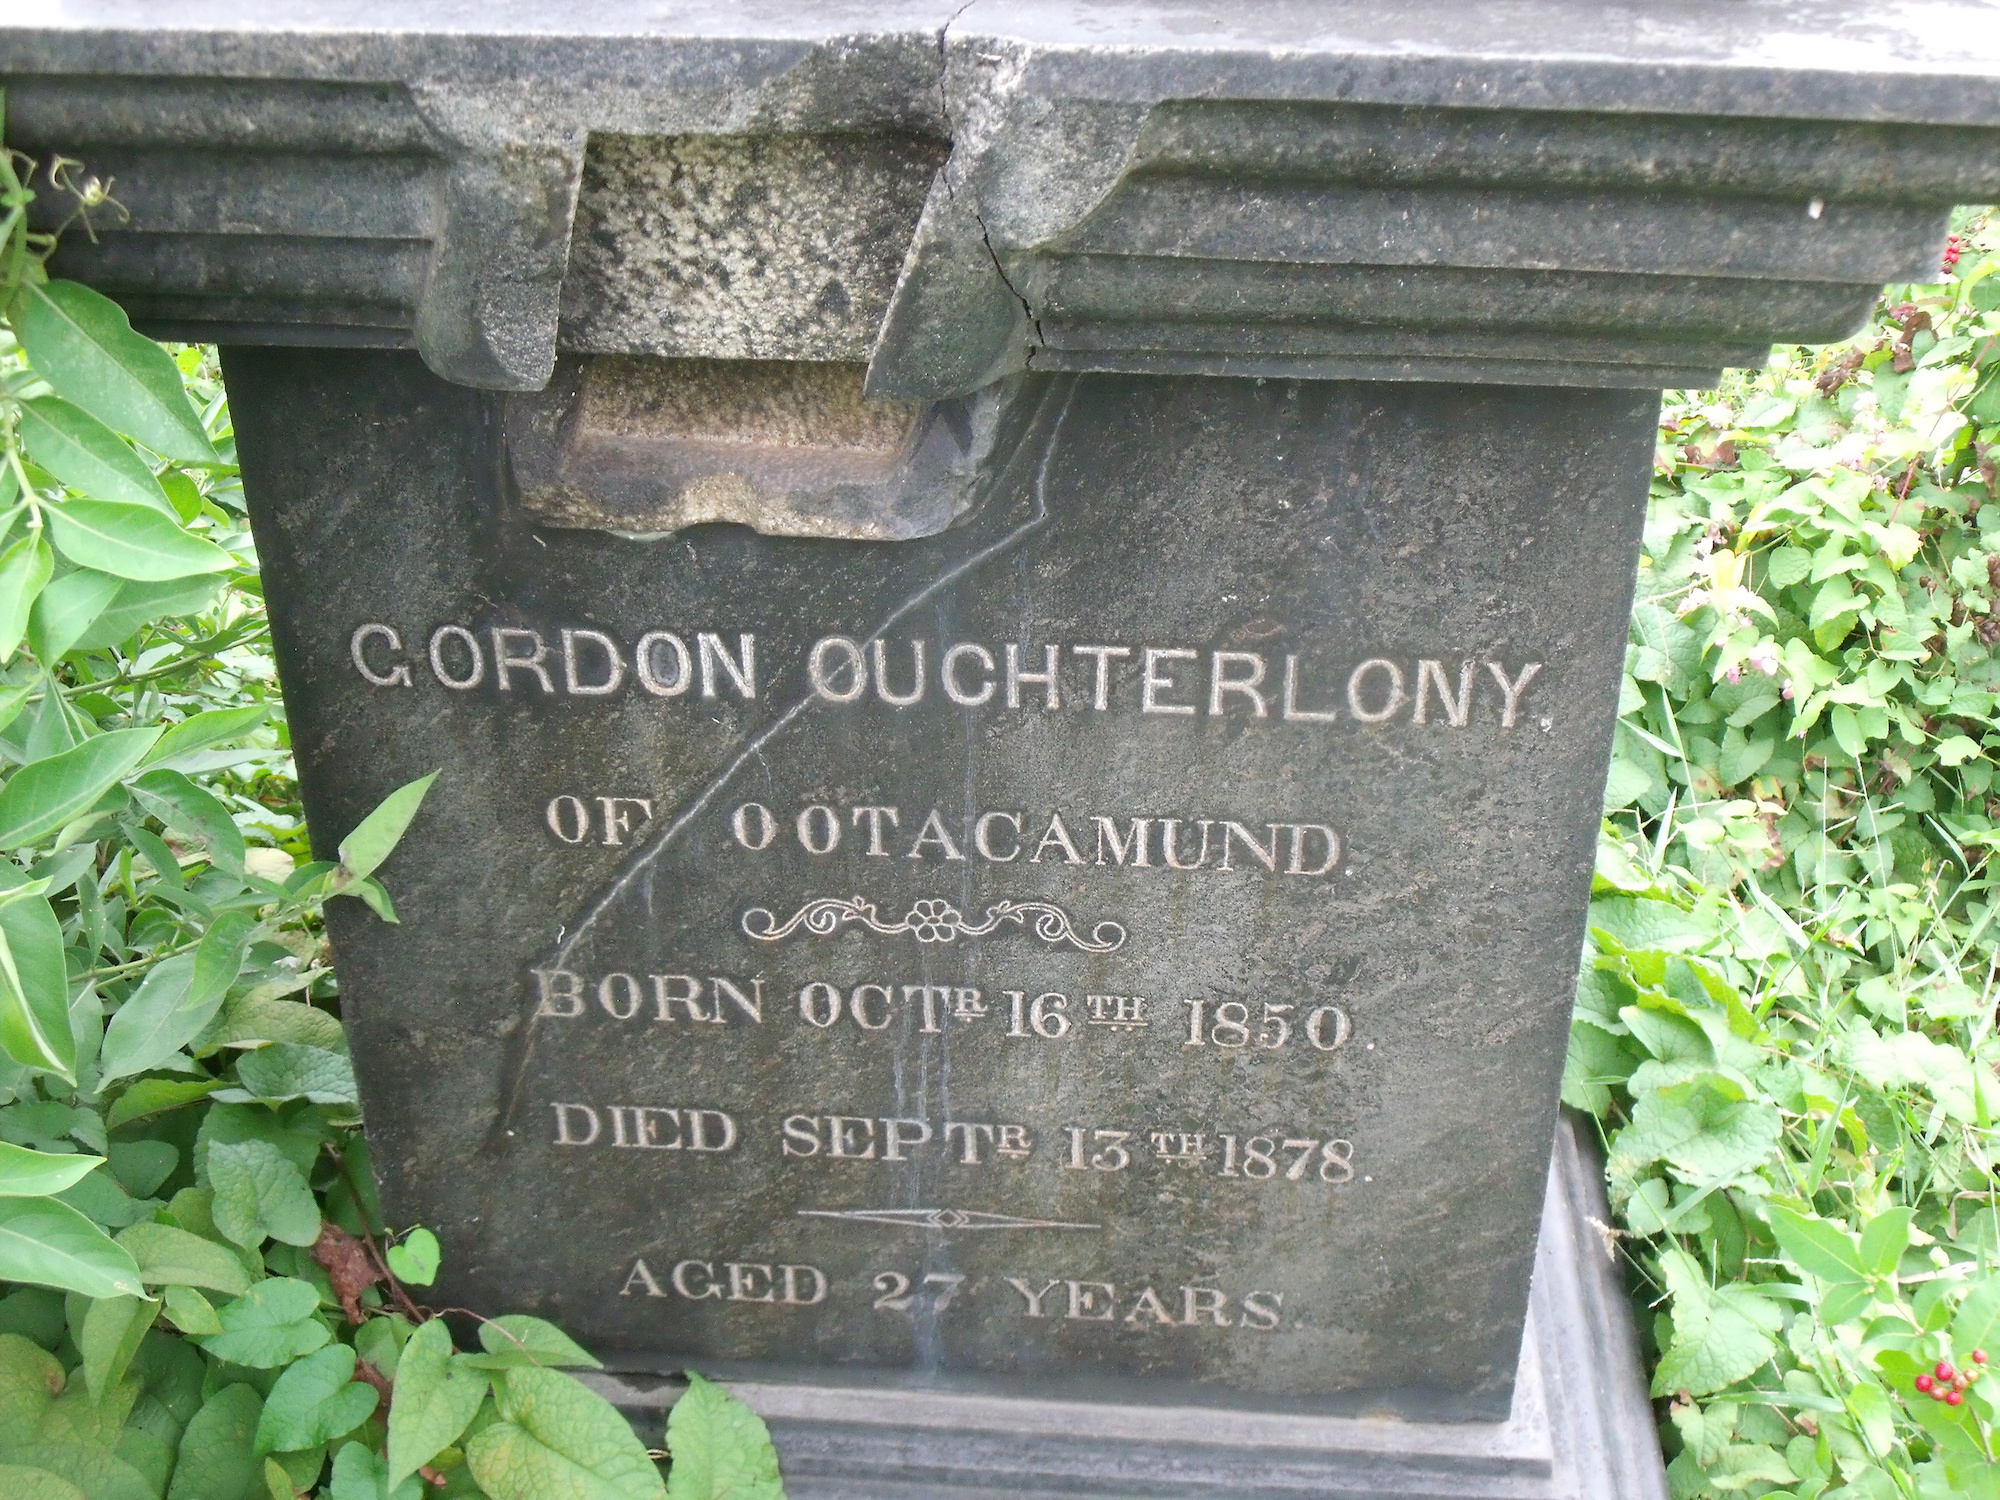 GORDON OUCHTERLONY
OF OOTACAMUND
BORN OCTR 16TH 1850.
DIED SEPTR 13TH 1878.
AGED 27 YEARS